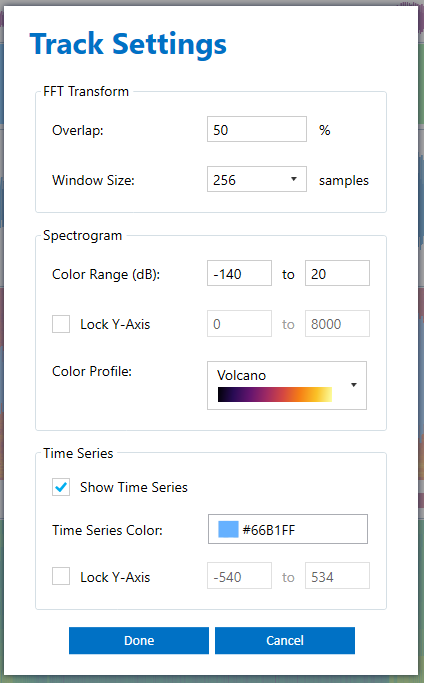 Track Settings
FFT Transform
Overlap: 50 %
Window Size: 256 samples
Spectrogram
Color Range (dB): -140 to 20
Lock Y-Axis 0 to 8000
Color Profile: Volcano
Time Series
Show Time Series
Time Series Color: #66B1FF
Lock Y-Axis -540 to 534
Done Cancel